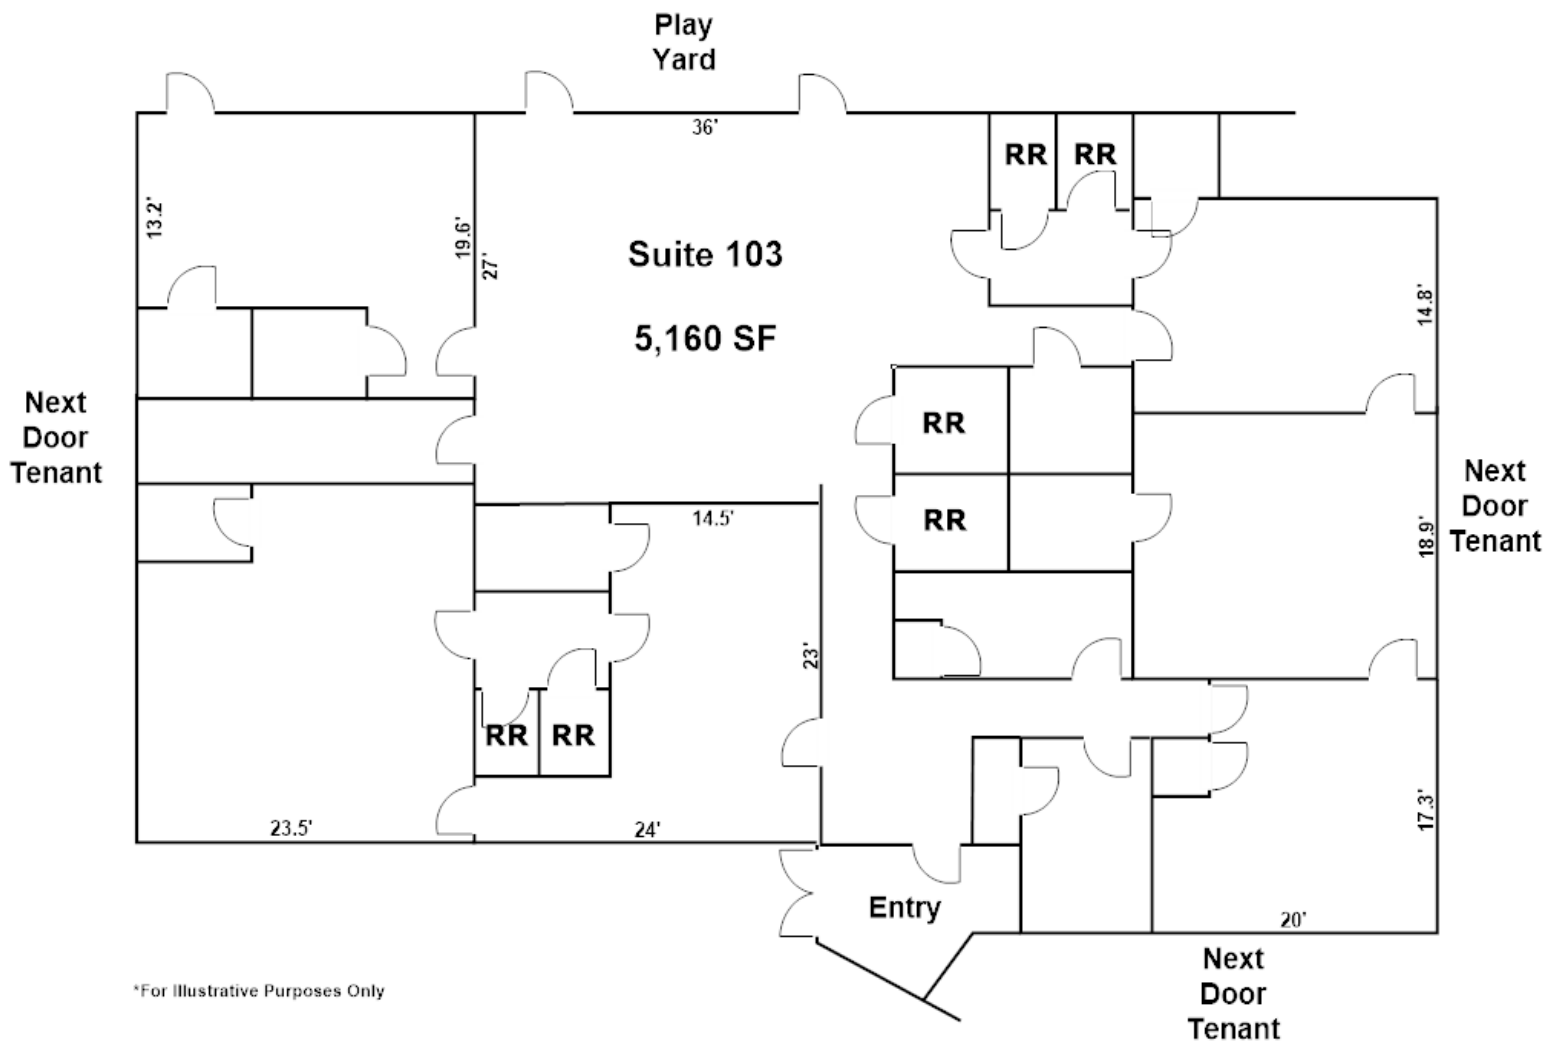 Play
Yard
36'
RR
RR
13.2'
19.6'
27'
Suite 103
5,160 SF
14.8'
Next
Door
Tenant
RR
RR
14.5'
18.9'
Next
Door
Tenant
23'
RR
RR
23.5'
24'
17.3'
Entry
20'
Next
Door
Tenant
*For Illustrative Purposes Only